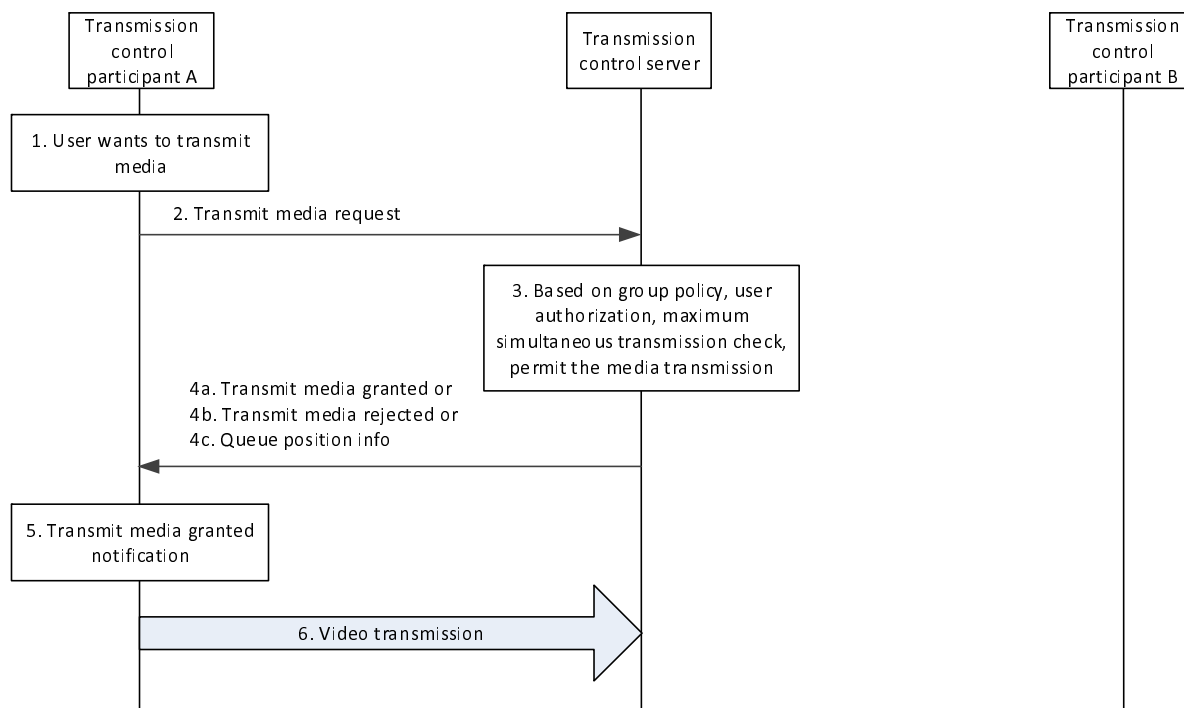 Transmission
control
participant A
Transmission
control server
Transmission
control
participant B
1. User wants to transmit
media
2. Transmit media request
3. Based on group policy, user
authorization, maximum
simultaneous transmission check,
permit the media transmission
4a. Transmit media granted or
4b. Transmit media rejected or
4c. Queue position info
5. Transmit media granted
notification
6. Video transmission